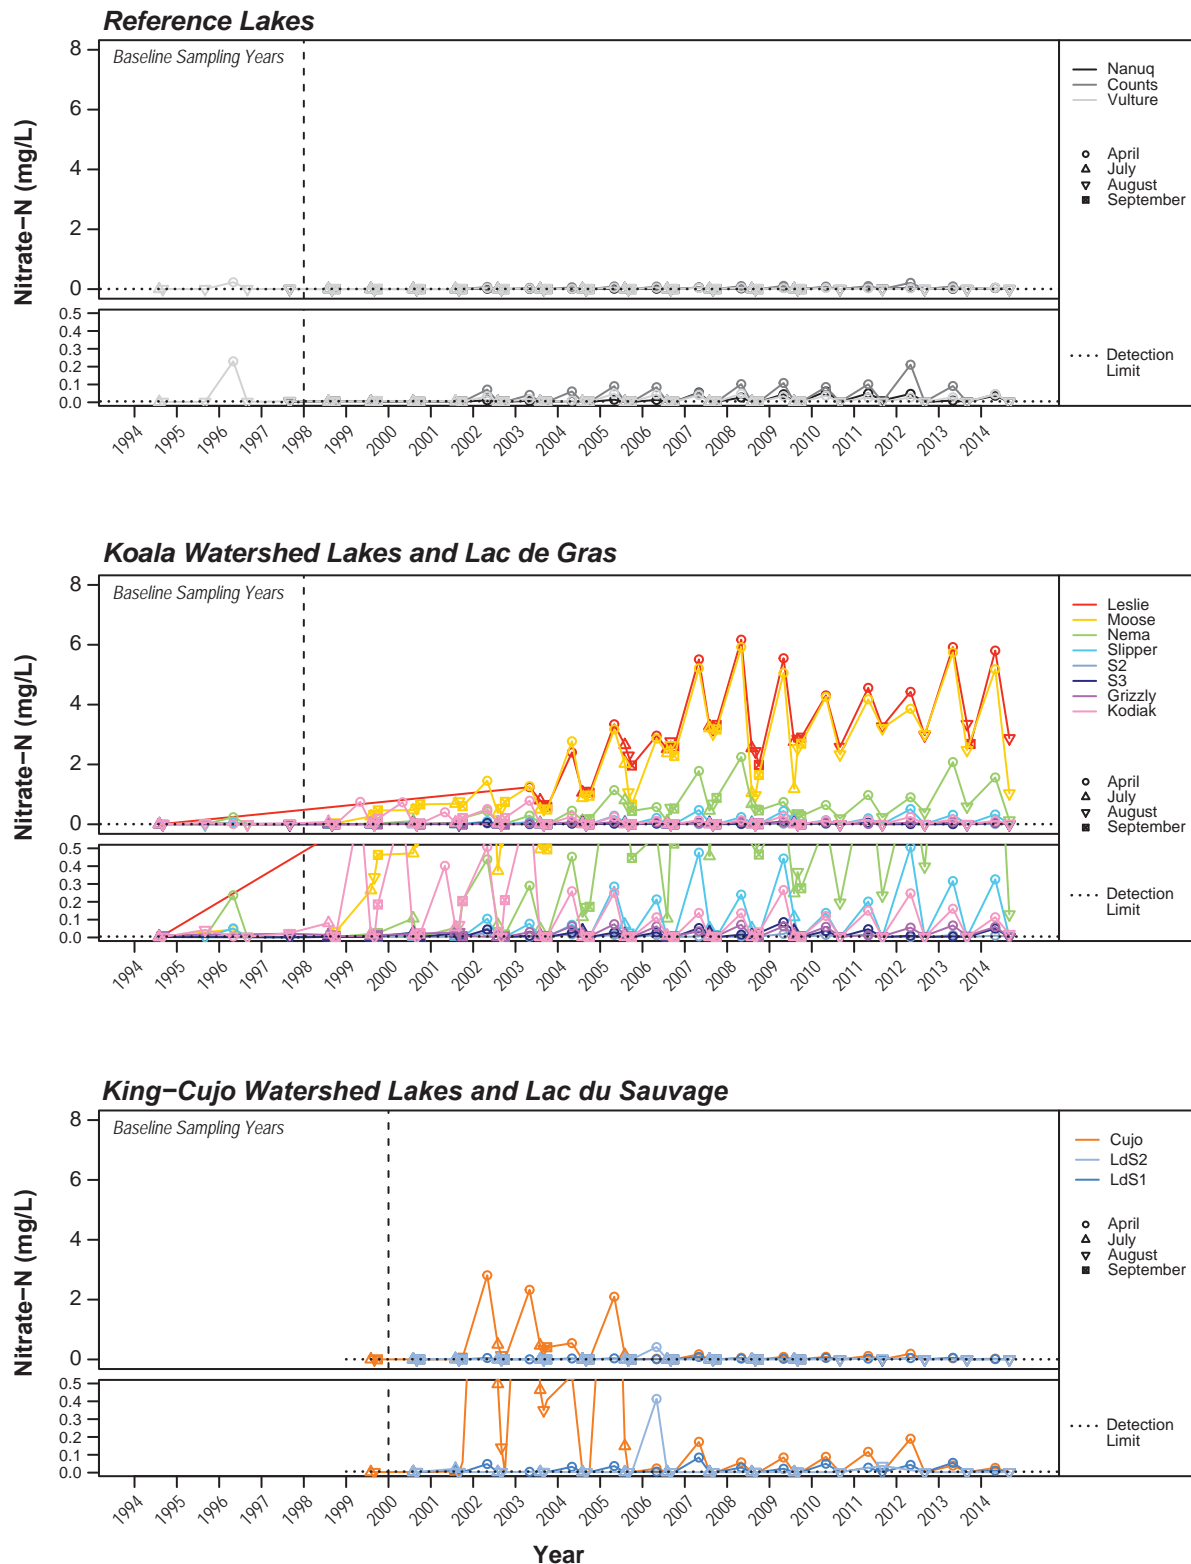 Reference Lakes
Baseline Sampling Years
Nitrate−N (mg/L)
8
6
4
2
0
0.5
0.4
0.3
0.2
0.1
0.0
1994 1995 1996 1997 1998 1999 2000 2001 2002 2003 2004 2005 2006 2007 2008 2009 2010 2011 2012 2013 2014
Nanuq
Counts
Vulture
April
July
August
September
Detection
Limit
Koala Watershed Lakes and Lac de Gras
Baseline Sampling Years
Nitrate−N (mg/L)
8
6
4
2
0
0.5
0.4
0.3
0.2
0.1
0.0
1994 1995 1996 1997 1998 1999 2000 2001 2002 2003 2004 2005 2006 2007 2008 2009 2010 2011 2012 2013 2014
Leslie
Moose
Nema
Slipper
S2
S3
Grizzly
Kodiak
April
July
August
September
Detection
Limit
King−Cujo Watershed Lakes and Lac du Sauvage
Baseline Sampling Years
Nitrate−N (mg/L)
8
6
4
2
0
0.5
0.4
0.3
0.2
0.1
0.0
1994 1995 1996 1997 1998 1999 2000 2001 2002 2003 2004 2005 2006 2007 2008 2009 2010 2011 2012 2013 2014
Cujo
LdS2
LdS1
April
July
August
September
Detection
Limit
Year